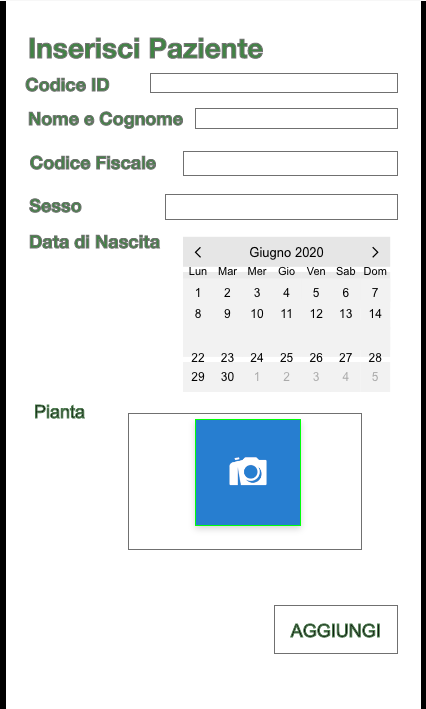 Inserisci Paziente
Codice ID
Nome e Cognome
Codice Fiscale
Sesso
Data di Nascita
Giugno 2020
Lun Mar Mer Gio Ven Sab Dom
1 2 3 4 5 6 7
8 9 10 11 12 13 14
22 23 24 25 26 27 28
29 30 1 2 3 4 5
Pianta
AGGIUNGI